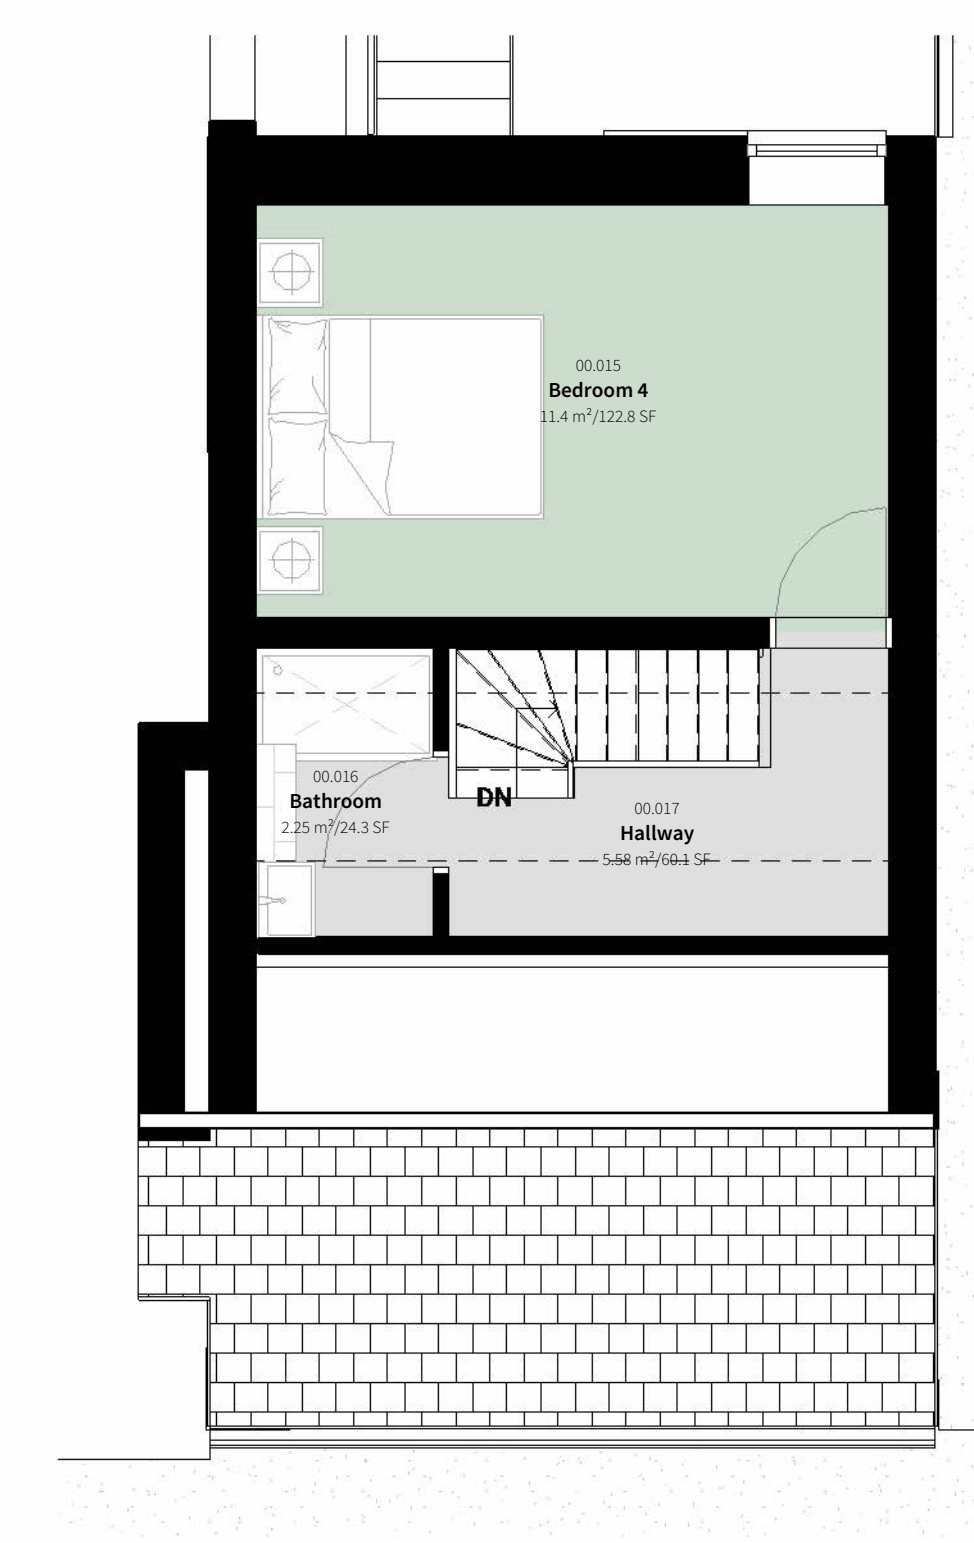 00.015
Bedroom 4
11.4 m²/122.8 SF
00.016
Bathroom
2.25 m²/24.3 SF
DN
00.017
Hallway
5.58 m²/60.1 SF